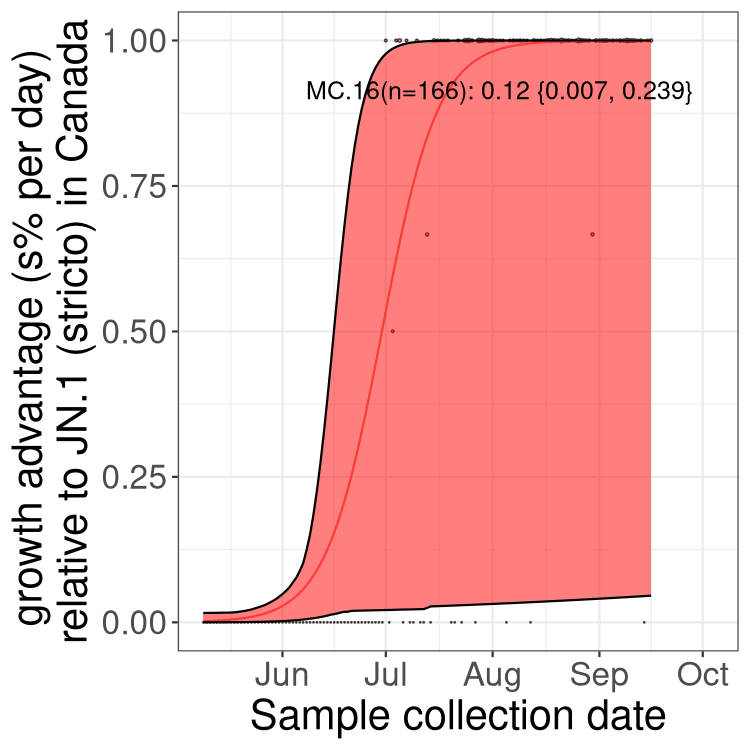 growth advantage (s% per day)
relative to JN.1 (stricto) in Canada
1.00
0.75
0.50
0.25
0.00
MC.16(n=166): 0.12 {0.007, 0.239}
Jun Jul Aug Sep Oct
Sample collection date